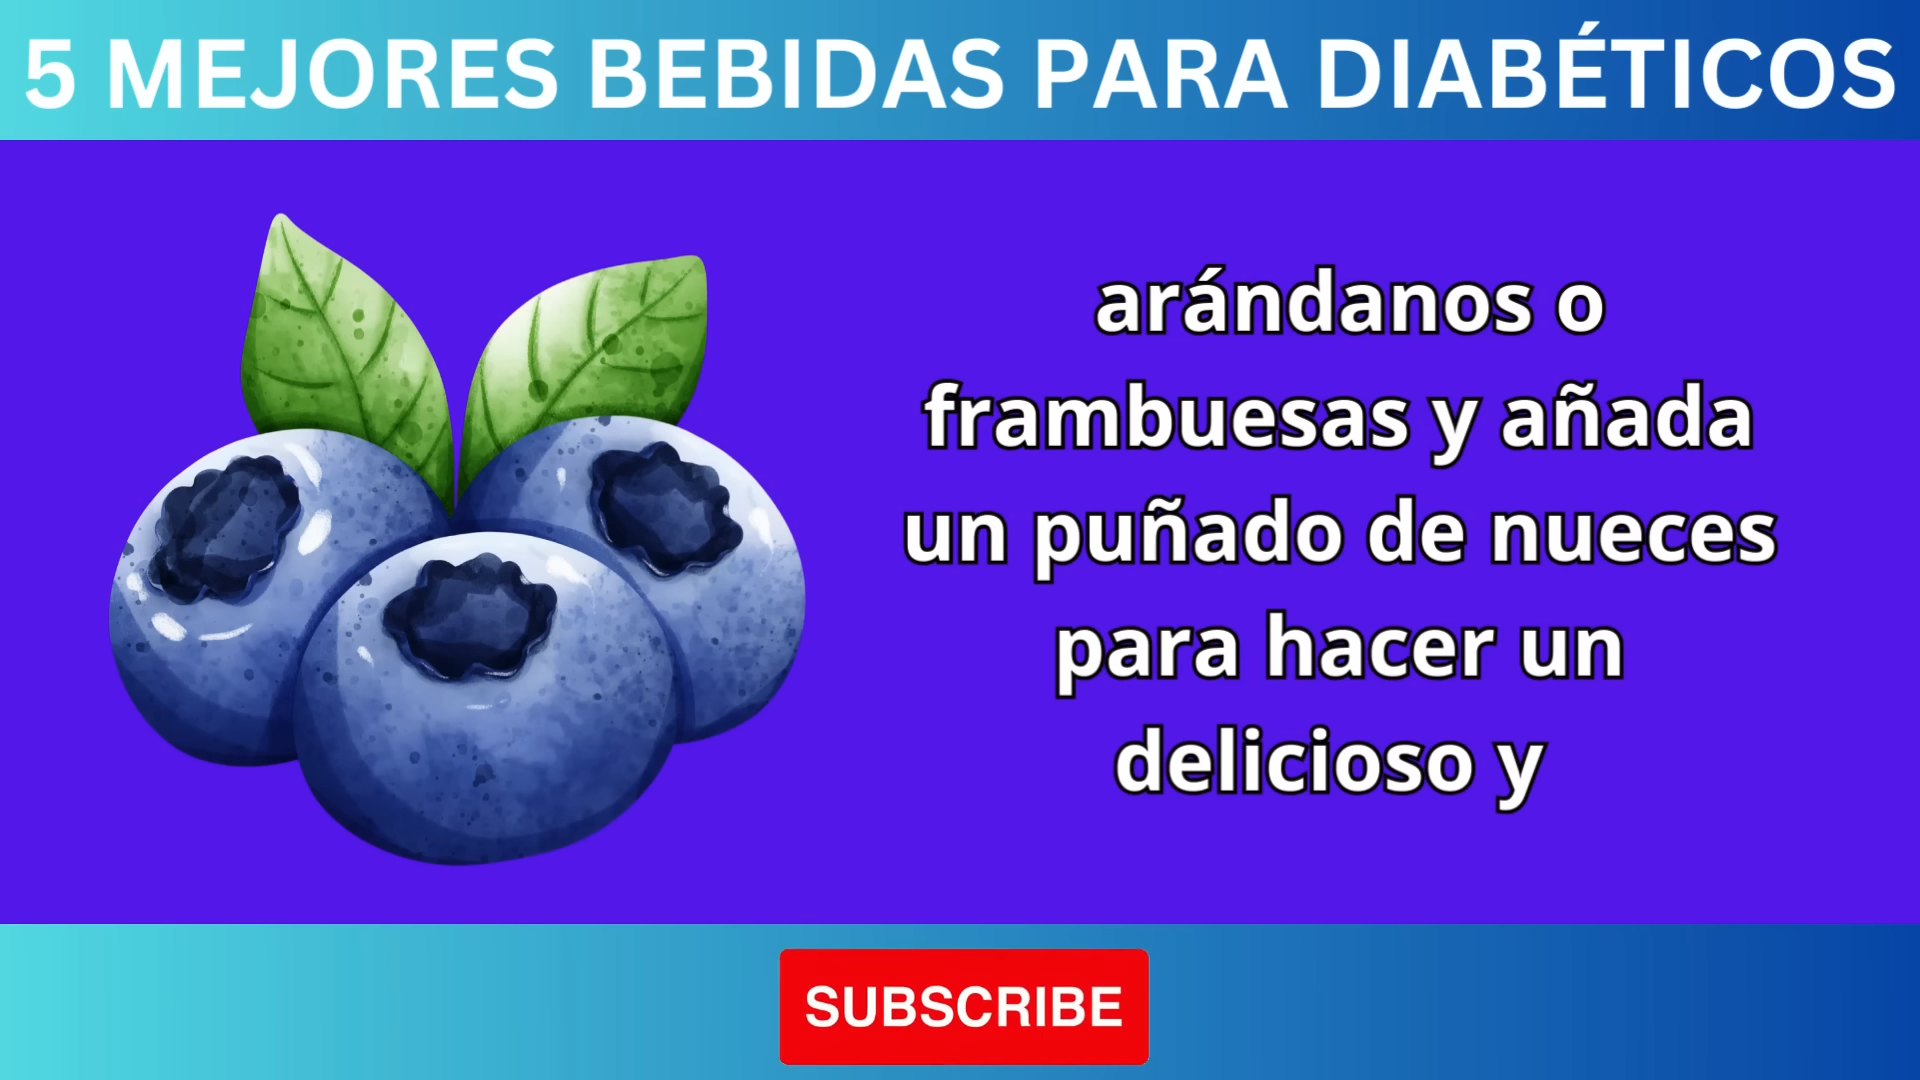 5 MEJORES BEBIDAS PARA DIABÉTICOS
arándanos o
frambuesas y añada
un puñado de nueces
para hacer un
delicioso y
SUBSCRIBE